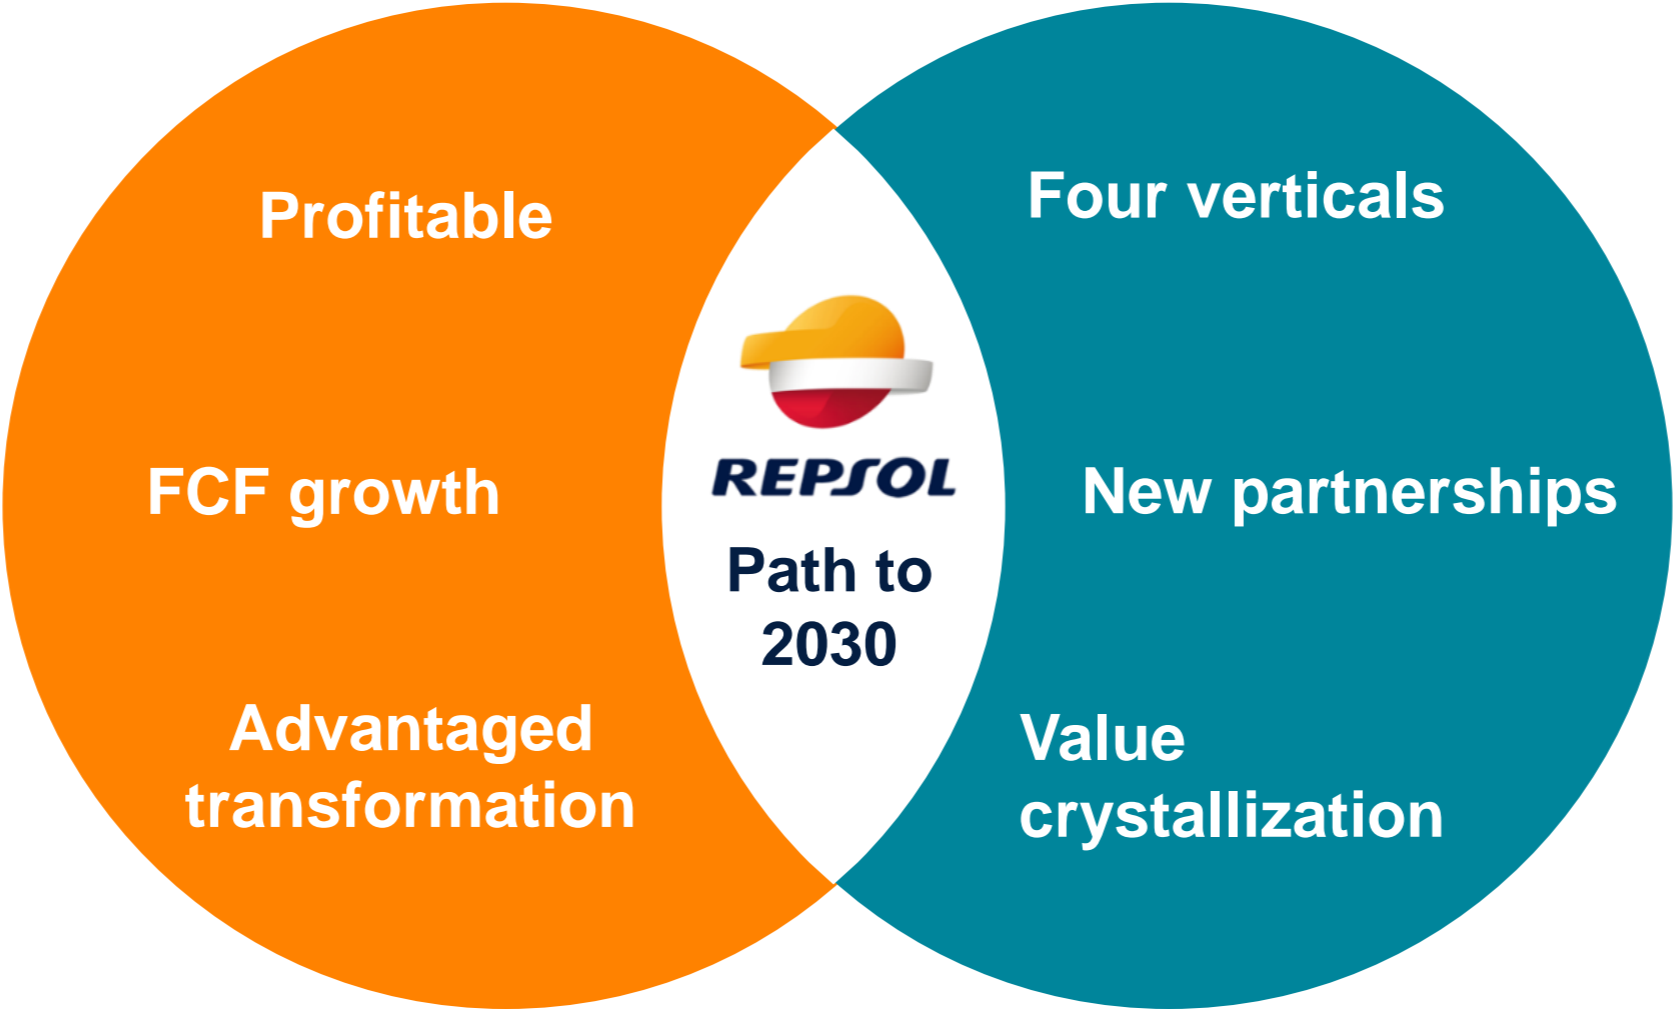 Profitable
FCF growth
Advantaged
transformation
REPSOL
Path to
2030
Four verticals
New partnerships
Value
crystallization